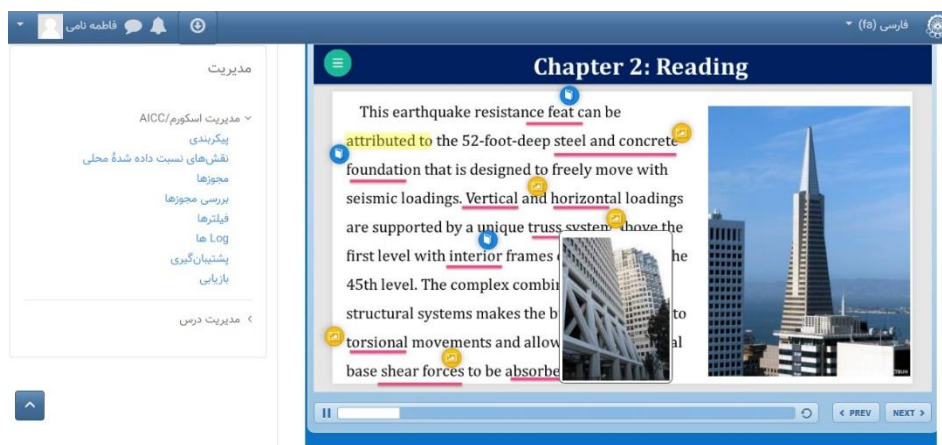 فاطمه نامی
فارسی ‎(fa)‎
مدیریت
مدیریت اسکورم/AICC
پیکربندی
نقش‌های نسبت داده شدهٔ محلی
مجوزها
بررسی مجوزها
فیلترها
Log ها
پشتیبان‌گیری
بازیابی
مدیریت درس
Chapter 2: Reading
This earthquake resistance feat can be
attributed to the 52-foot-deep steel and concrete
foundation that is designed to freely move with
seismic loadings. Vertical and horizontal loadings
are supported by a unique truss system above the
first level with interior frames he
45th level. The complex combi
structural systems makes the b to
torsional movements and allow al
base shear forces to be absorbe
PREV
NEXT